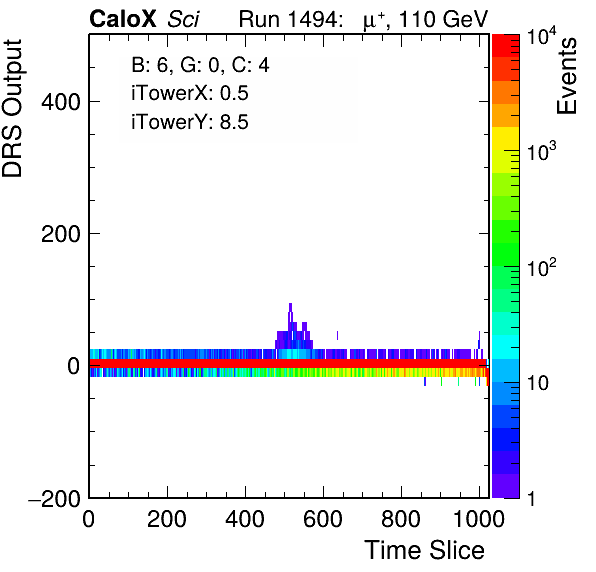 CaloX Sci Run 1494: μ⁺, 110 GeV
B: 6, G: 0, C: 4
iTowerX: 0.5
iTowerY: 8.5
DRS Output
400
200
0
−200
0 200 400 600 800 1000
Time Slice
Events
10⁴
10³
10²
10
1